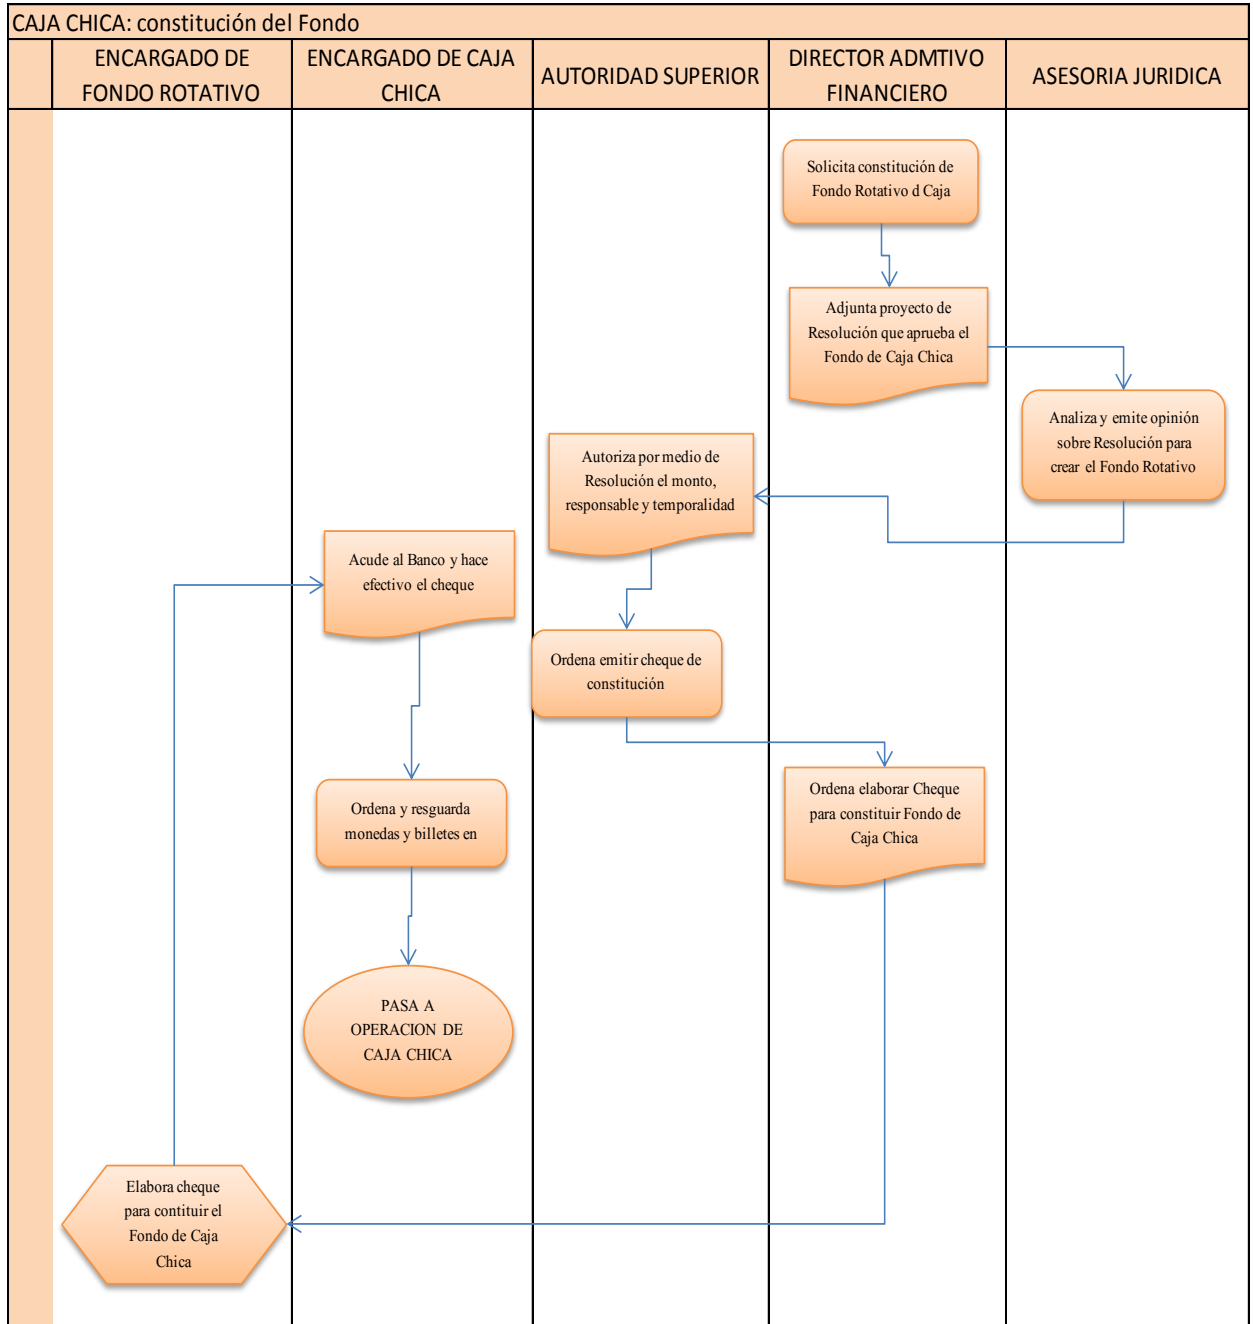 CAJA CHICA: constitución del Fondo
ENCARGADO DE
FONDO ROTATIVO
ENCARGADO DE CAJA
CHICA
AUTORIDAD SUPERIOR
DIRECTOR ADMTIVO
FINANCIERO
ASESORIA JURIDICA
Solicita constitución de
Fondo Rotativo d Caja
Adjunta proyecto de
Resolución que aprueba el
Fondo de Caja Chica
Analiza y emite opinión
sobre Resolución para
crear el Fondo Rotativo
Autoriza por medio de
Resolución el monto,
responsable y temporalidad
Acude al Banco y hace
efectivo el cheque
Ordena emitir cheque de
constitución
Ordena elaborar Cheque
para constituir Fondo de
Caja Chica
Ordena y resguarda
monedas y billetes en
PASA A
OPERACION DE
CAJA CHICA
Elabora cheque
para contituir el
Fondo de Caja
Chica